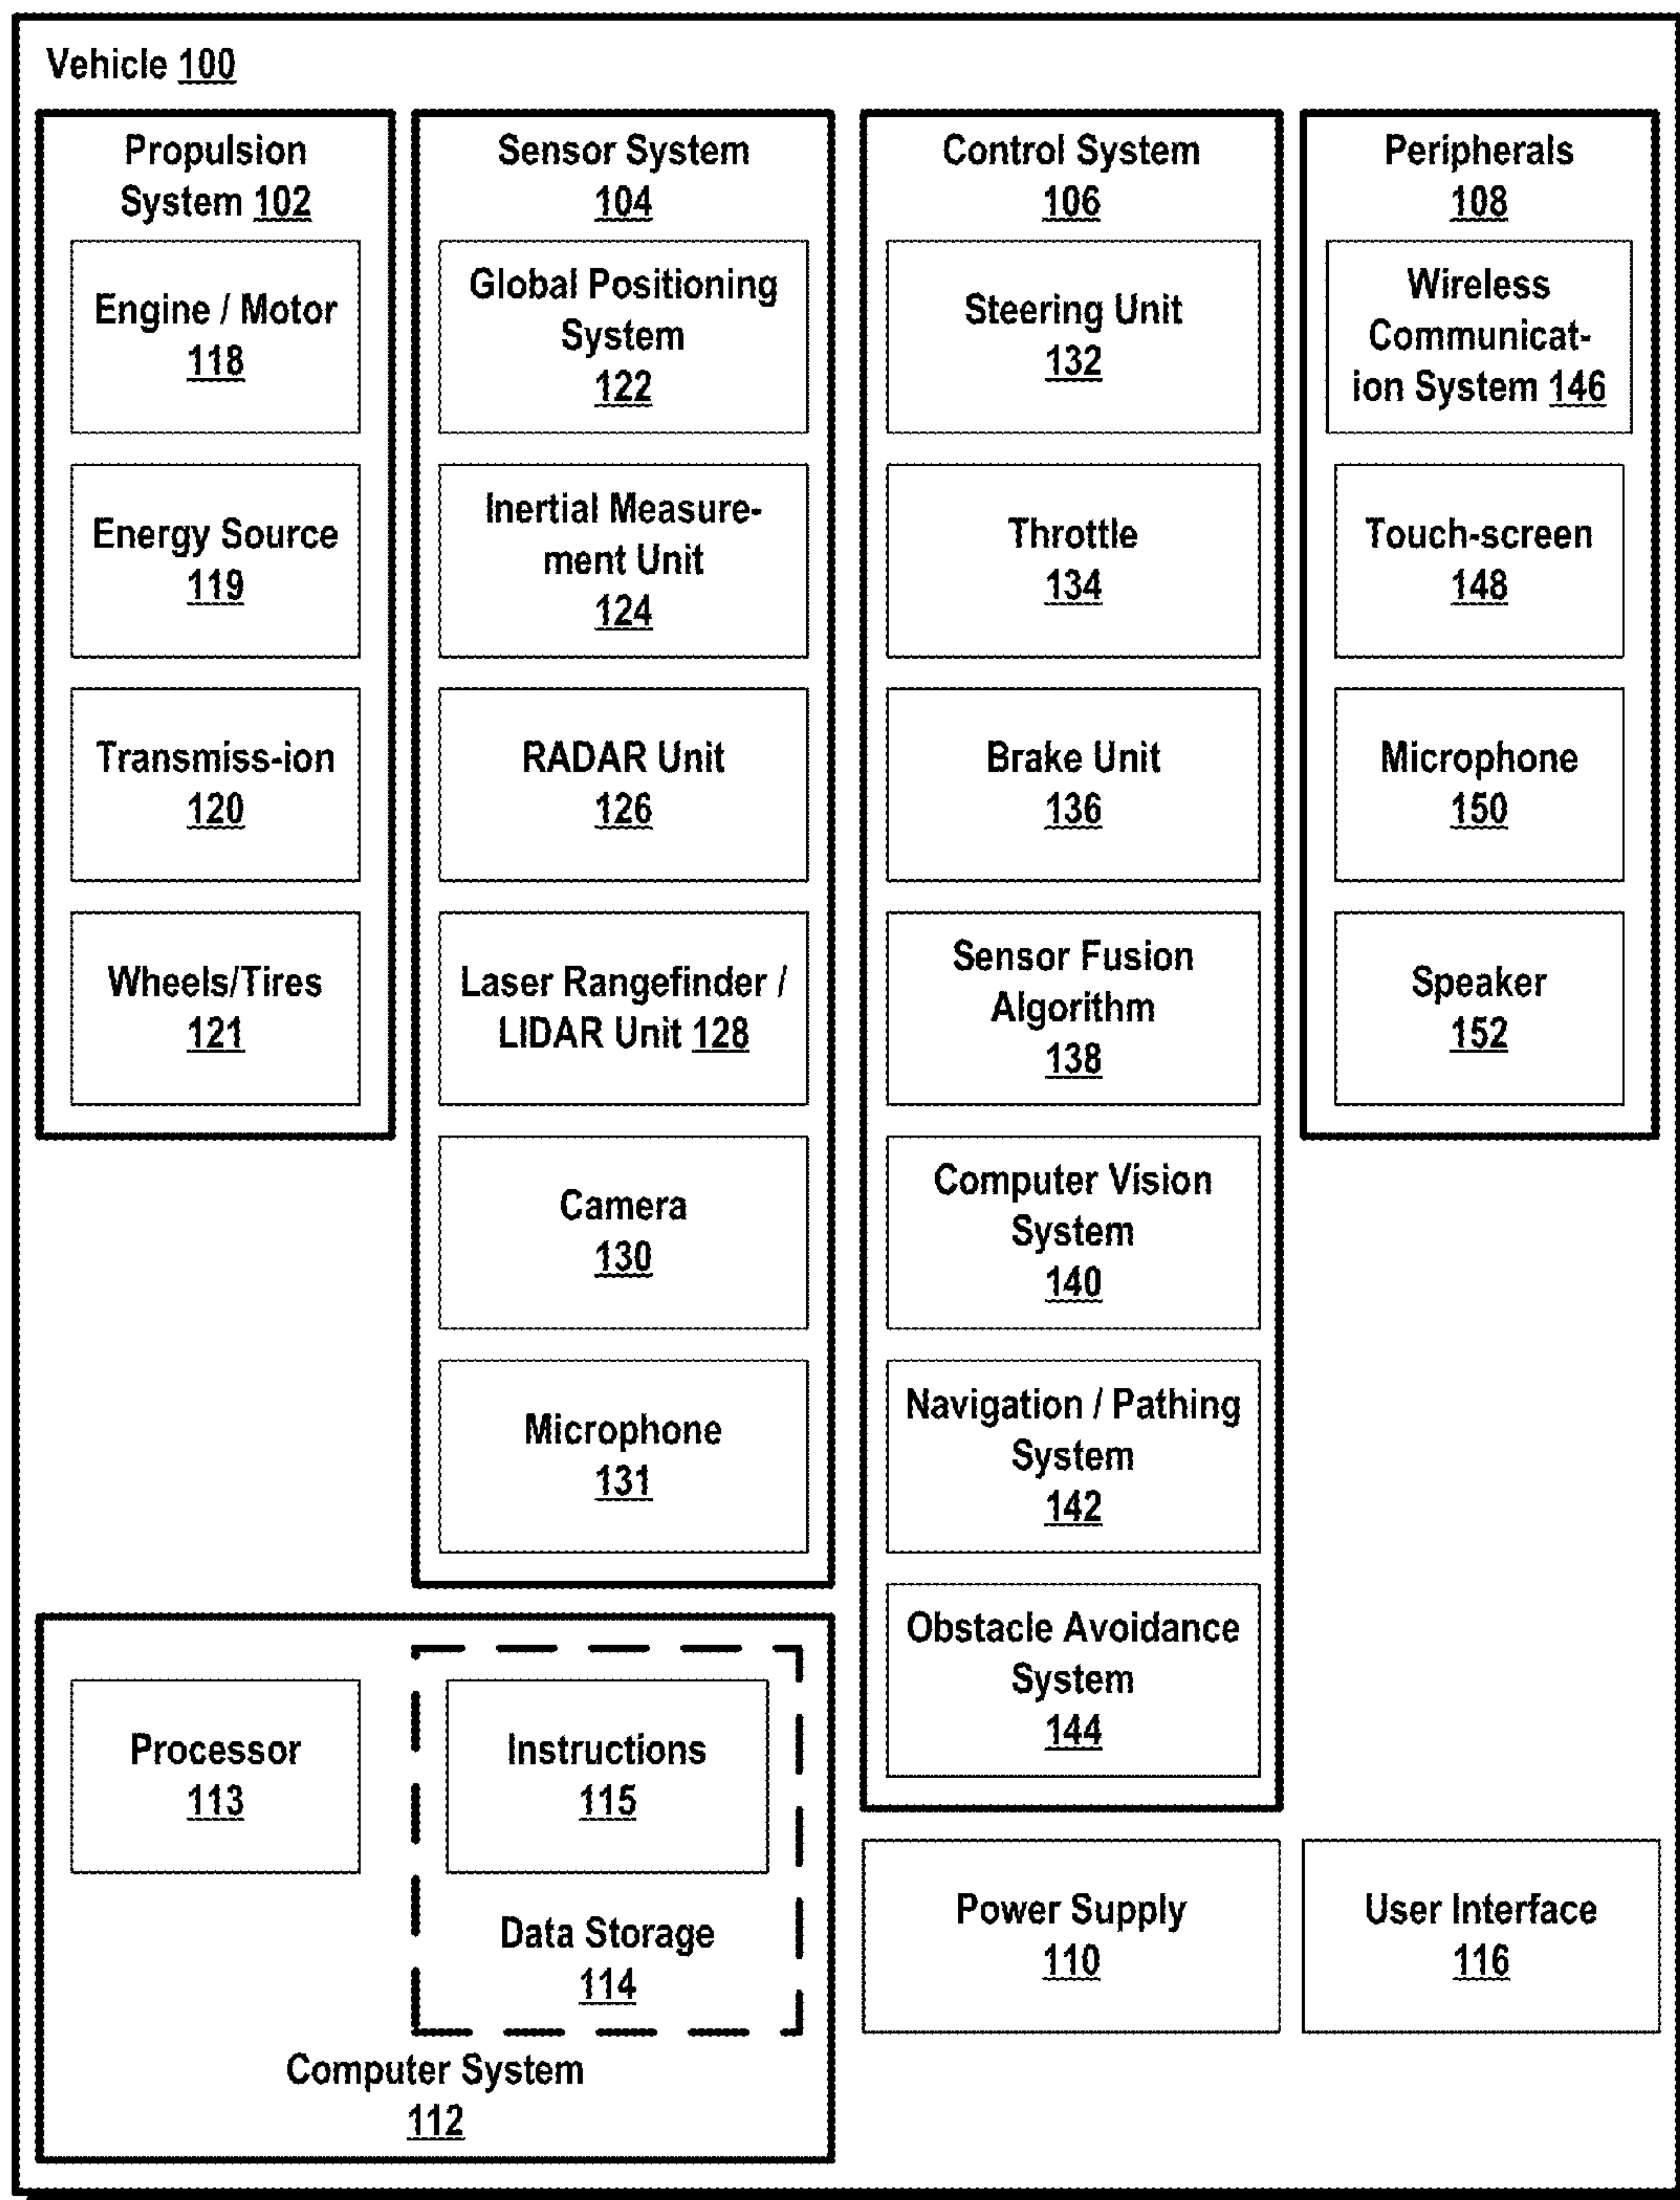 Vehicle 100
Propulsion
System 102
Engine / Motor
118
Energy Source
119
Transmiss-ion
120
Wheels/Tires
121
Sensor System
104
Global Positioning
System
122
Inertial Measure-
ment Unit
124
RADAR Unit
126
Laser Rangefinder /
LIDAR Unit 128
Camera
130
Microphone
131
Control System
106
Steering Unit
132
Throttle
134
Brake Unit
136
Sensor Fusion
Algorithm
138
Computer Vision
System
140
Navigation / Pathing
System
142
Obstacle Avoidance
System
144
Peripherals
108
Wireless
Communicat-
ion System 146
Touch-screen
148
Microphone
150
Speaker
152
Processor
113
Instructions
115
Data Storage
114
Computer System
112
Power Supply
110
User Interface
116